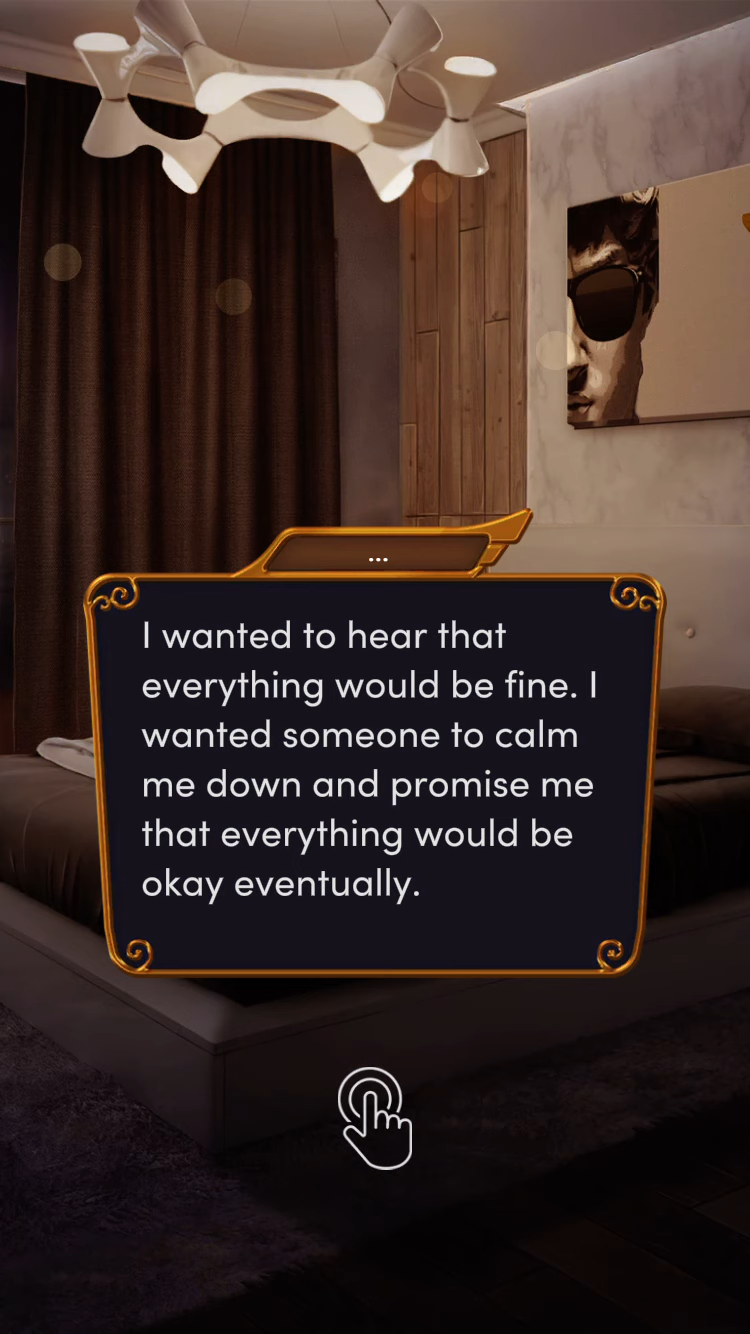 ...
I wanted to hear that
everything would be fine. I
wanted someone to calm
me down and promise me
that everything would be
okay eventually.